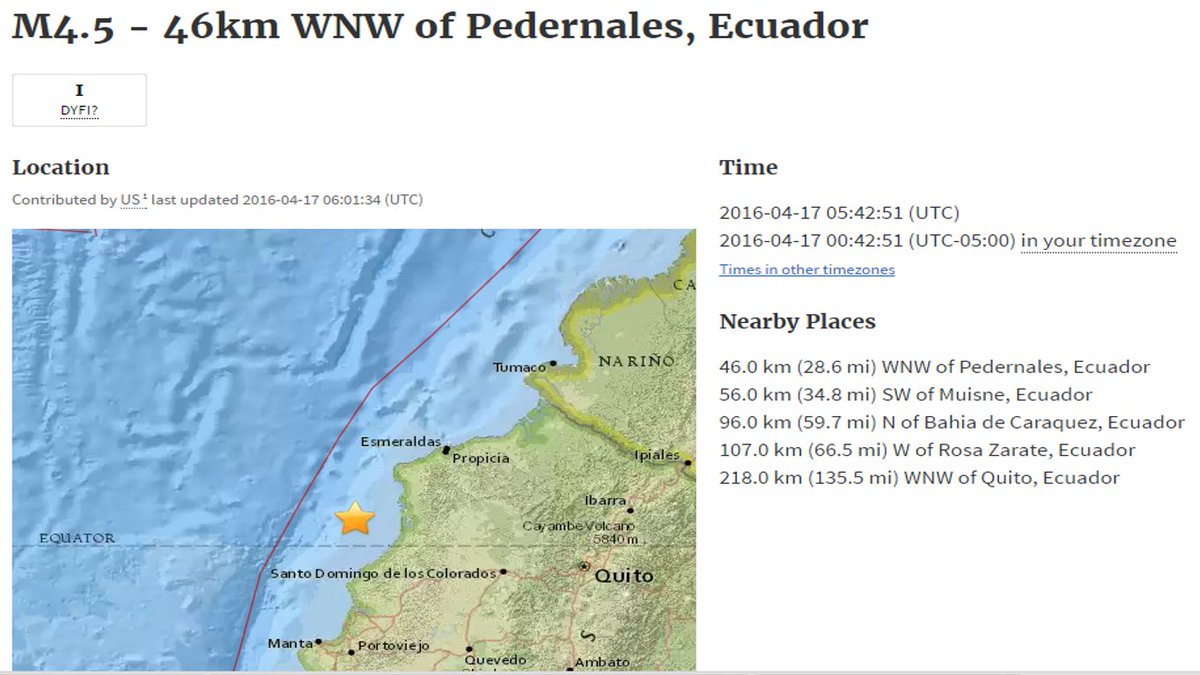 M4.5 - 46km WNW of Pedernales, Ecuador
I
DYFI?
Location
Contributed by US¹ last updated 2016-04-17 06:01:34 (UTC)
Time
2016-04-17 05:42:51 (UTC)
2016-04-17 00:42:51 (UTC-05:00) in your timezone
Times in other timezones
Nearby Places
46.0 km (28.6 mi) WNW of Pedernales, Ecuador
56.0 km (34.8 mi) SW of Muisne, Ecuador
96.0 km (59.7 mi) N of Bahia de Caraquez, Ecuador
107.0 km (66.5 mi) W of Rosa Zarate, Ecuador
218.0 km (135.5 mi) WNW of Quito, Ecuador
CA
NARIÑO
Tumaco
Esmeraldas
Propicia
Ipiales
Ibarra
Cayambe Volcano
5840 m
EQUATOR
Santo Domingo de los Colorados
Quito
Manta
Portoviejo
S
Quevedo
Ambato